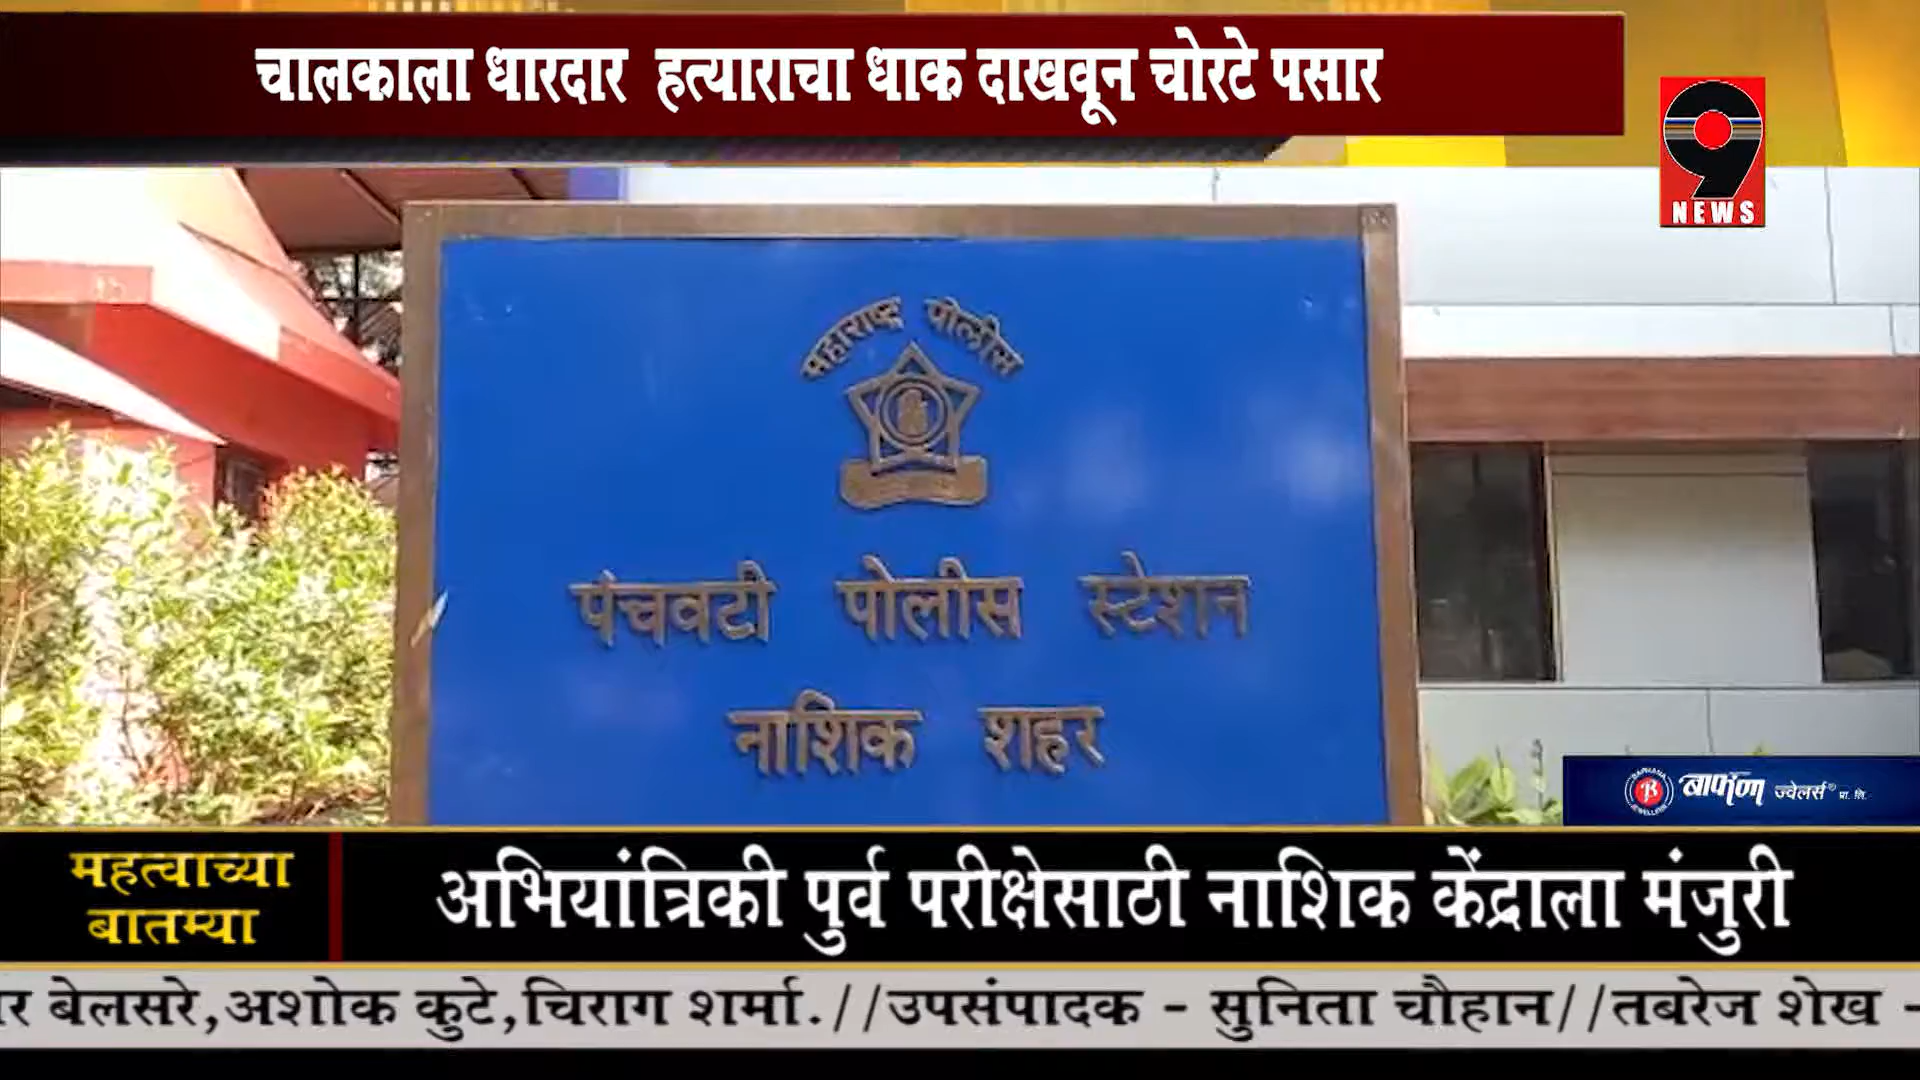 चालकाला धारदार हत्याराचा धाक दाखवून चोरटे पसार
9
NEWS
महाराष्ट्र पोलीस
पंचवटी पोलीस स्टेशन
नाशिक शहर
बाफणा ज्वेलर्स® प्रा. लि.
महत्वाच्या
बातम्या
अभियांत्रिकी पुर्व परीक्षेसाठी नाशिक केंद्राला मंजुरी
र बेलसरे,अशोक कुटे,चिराग शर्मा.//उपसंपादक - सुनिता चौहान//तबरेज शेख -